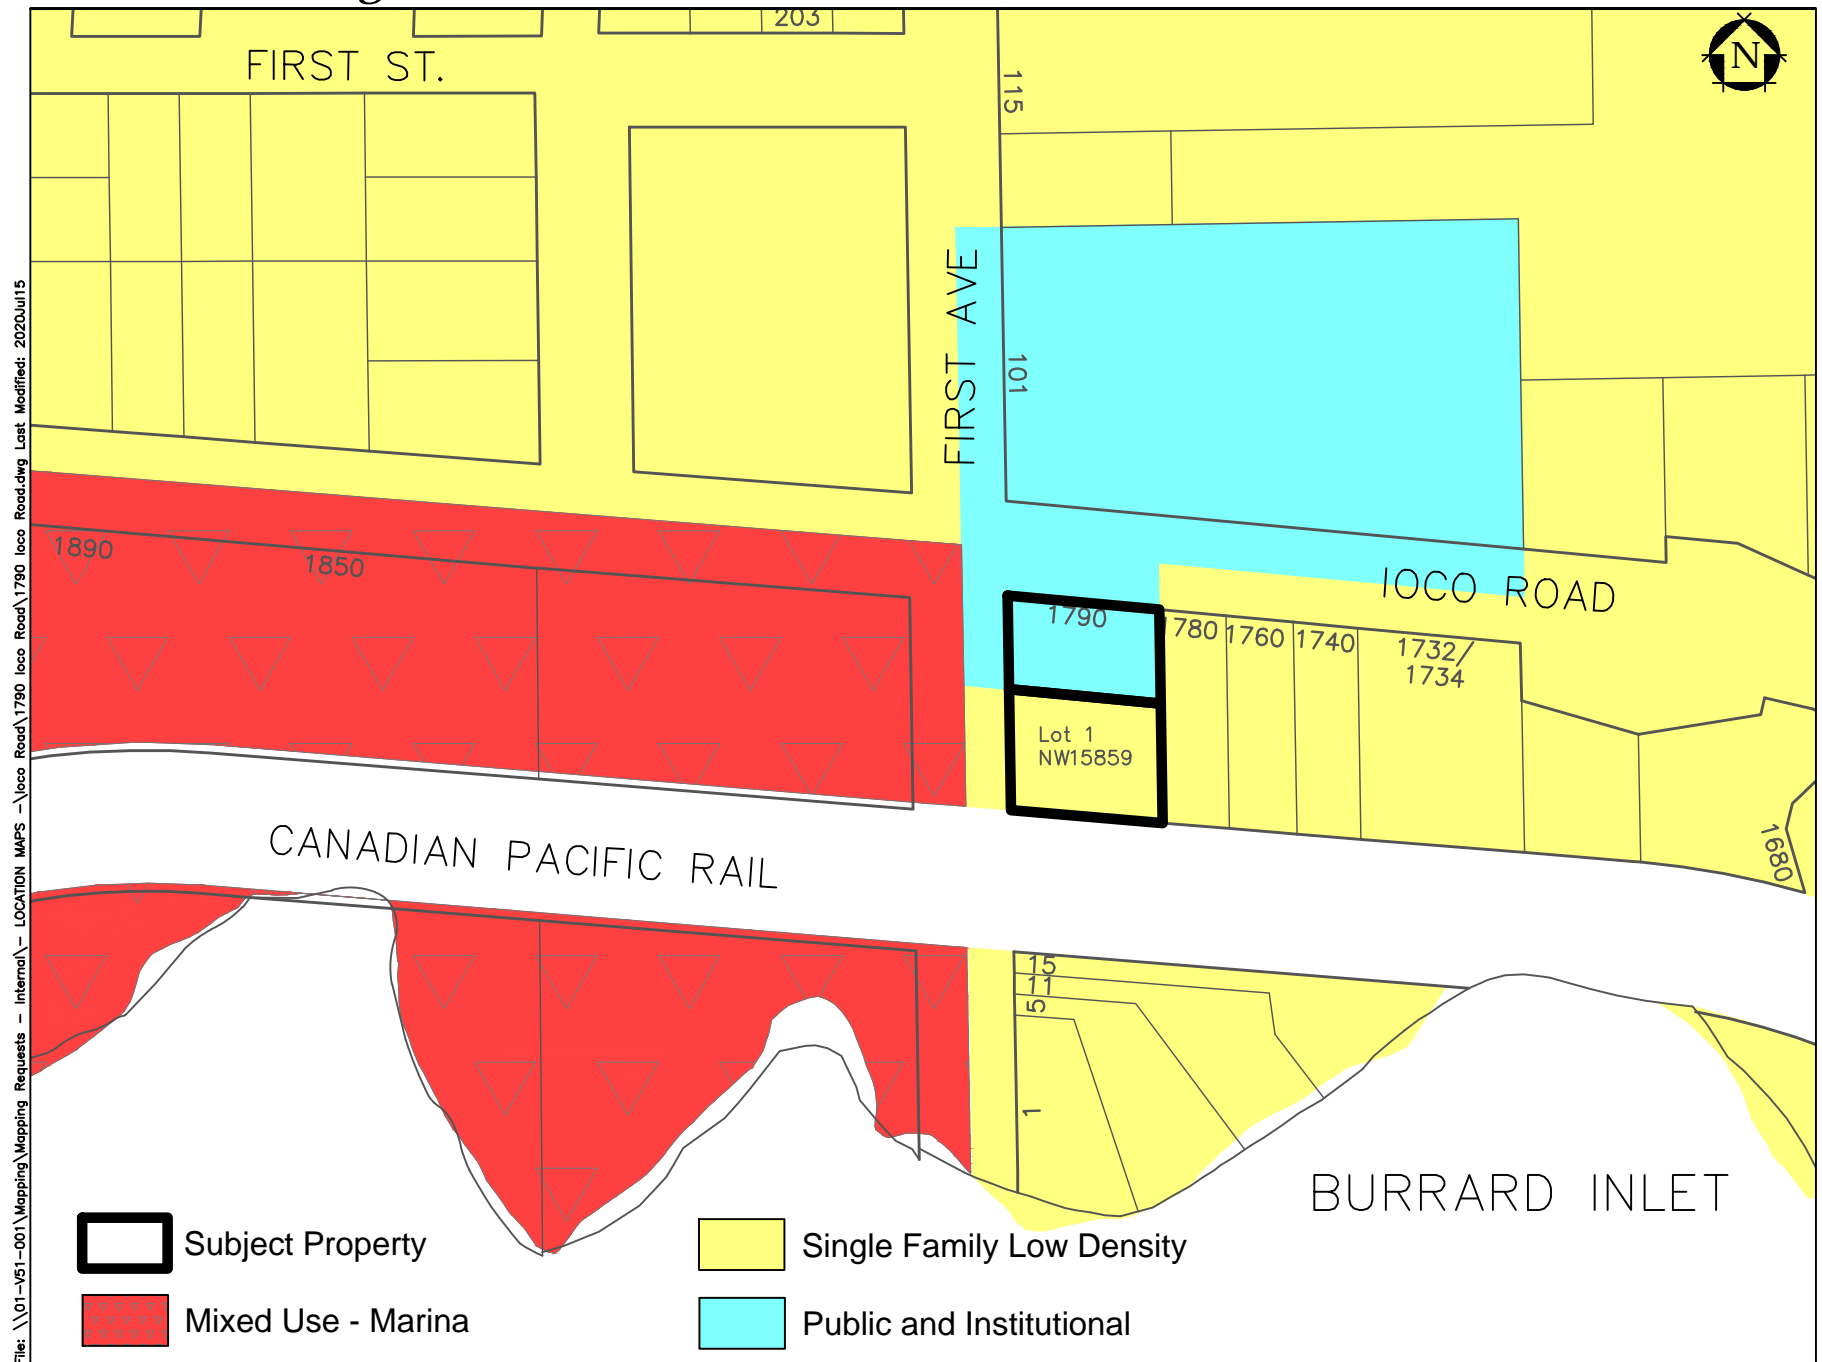 203
FIRST ST.
N
115
FIRST AVE
101
1890
1850
IOCO ROAD
1790
1780
1760
1740
1732/
1734
Lot 1
NW15859
CANADIAN PACIFIC RAIL
1680
15
11
5
1
BURRARD INLET
Subject Property
Single Family Low Density
Mixed Use - Marina
Public and Institutional
File: \\01-V51-001\Mapping\Mapping Requests - Internal\- LOCATION MAPS -\Ioco Road\1790 Ioco Road\1790 Ioco Road.dwg Last Modified: 2020Jul15